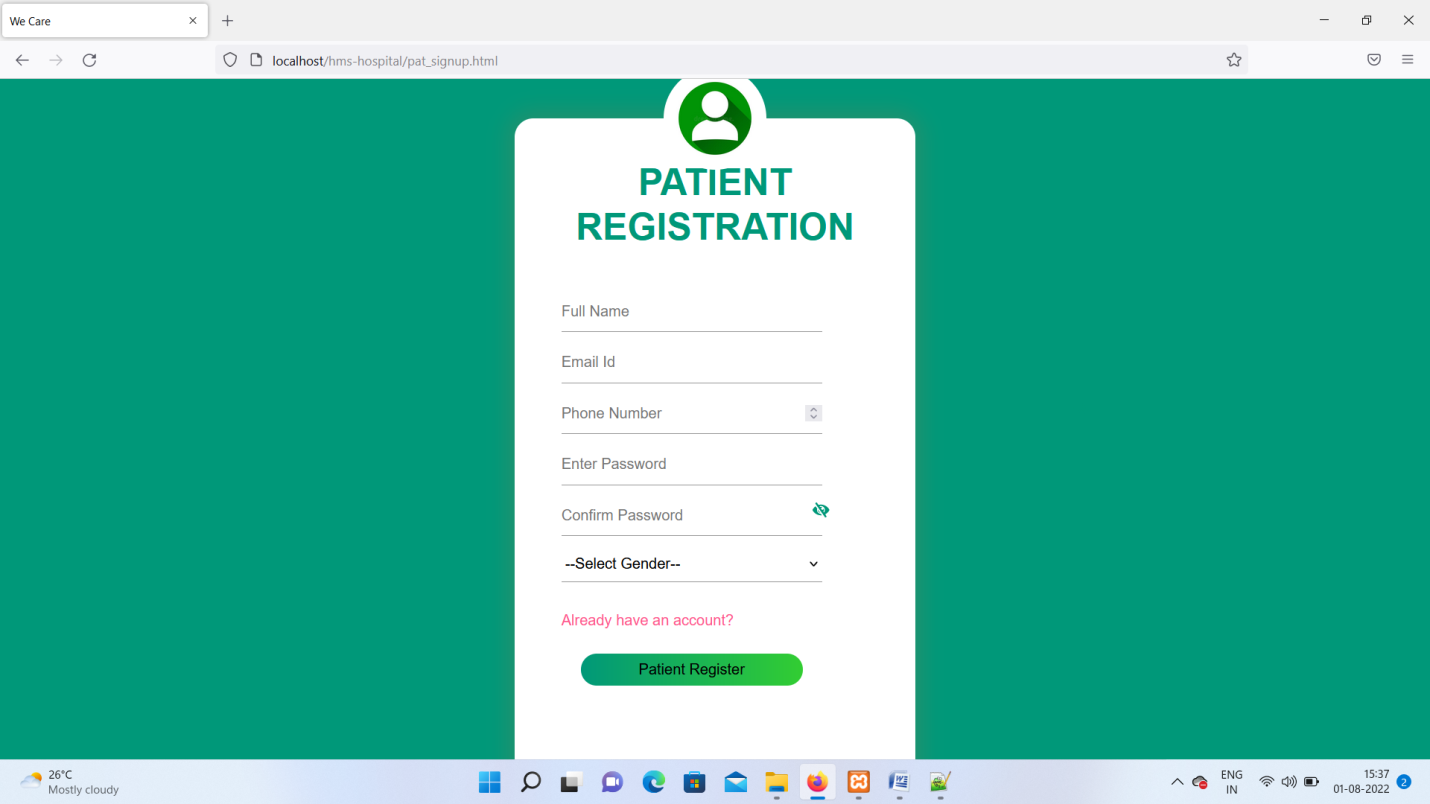 We Care
localhost/hms-hospital/pat_signup.html
PATIENT
REGISTRATION
Full Name
Email Id
Phone Number
Enter Password
Confirm Password
--Select Gender--
Already have an account?
Patient Register
26°C
Mostly cloudy
ENG
IN
15:37
01-08-2022
2